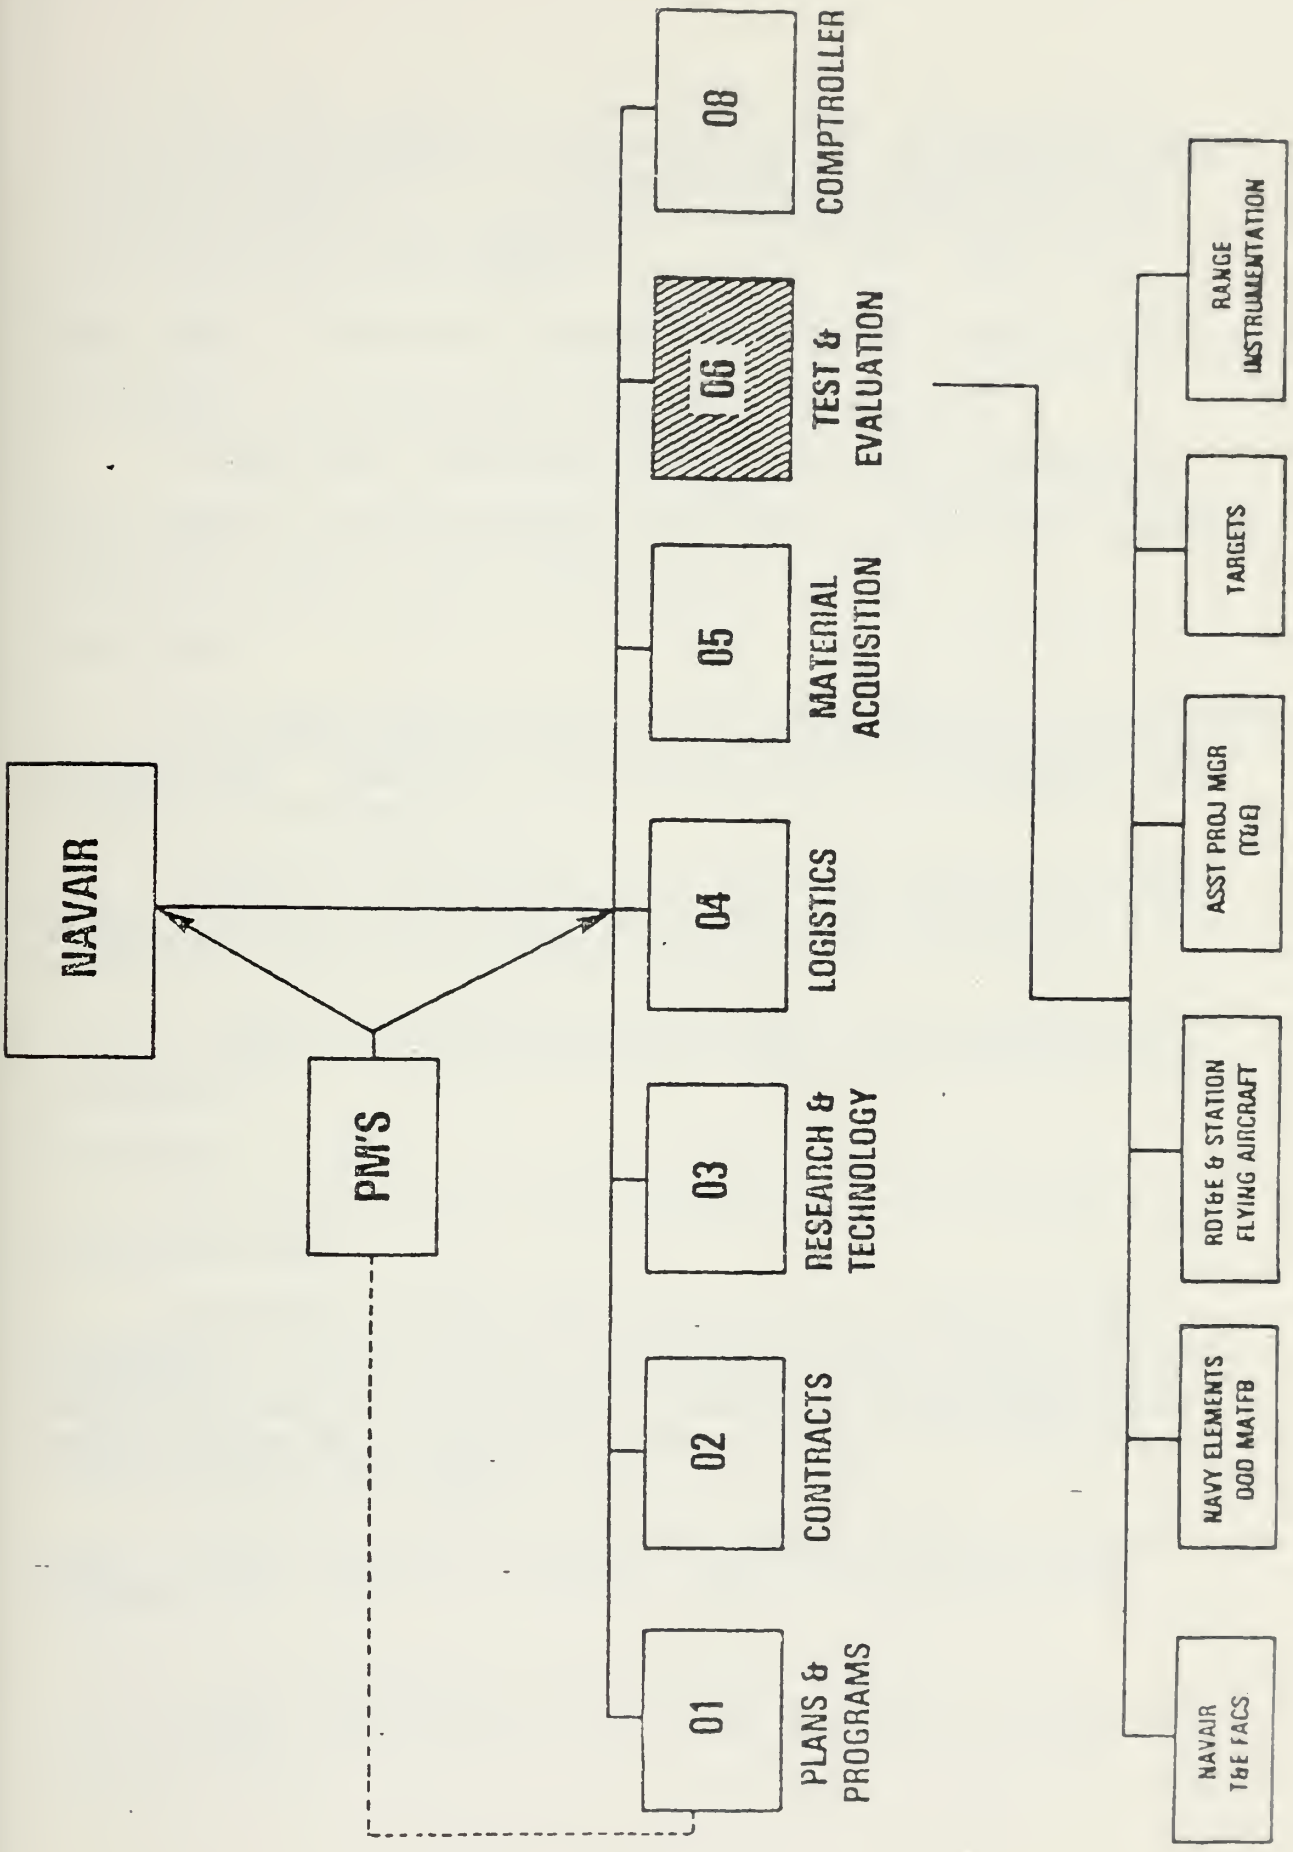 NAVAIR
PM'S
01
PLANS &
PROGRAMS
02
CONTRACTS
03
RESEARCH &
TECHNOLOGY
04
LOGISTICS
05
MATERIAL
ACQUISITION
06
TEST &
EVALUATION
08
COMPTROLLER
NAVAIR
T&E FACS.
NAVY ELEMENTS
DOD MATFB
RDT&E & STATION
FLYING AIRCRAFT
ASST PROJ MGR
(T&E)
TARGETS
RANGE
INSTRUMENTATION